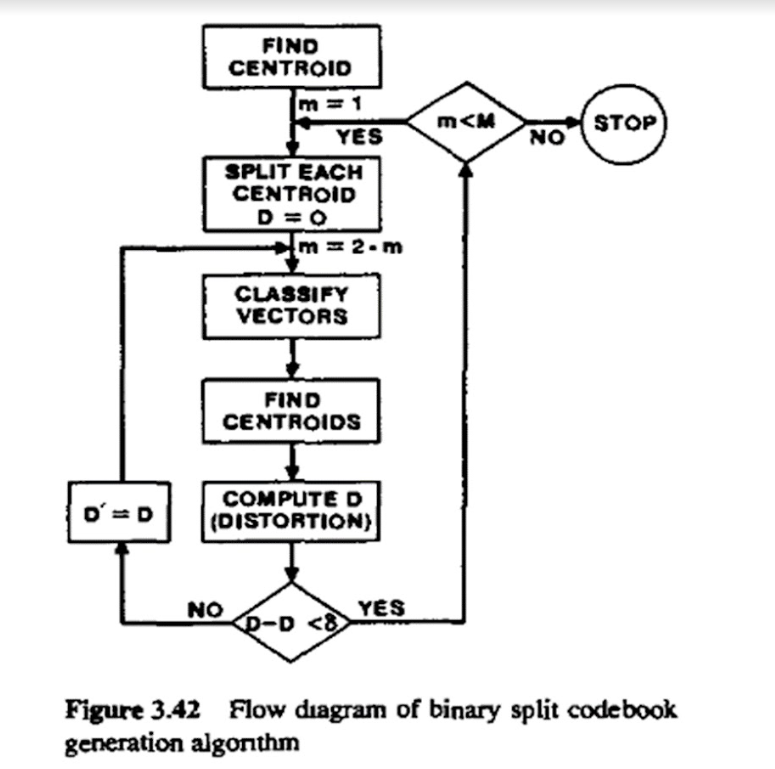 FIND
CENTROID
m = 1
YES
m<M
NO
STOP
SPLIT EACH
CENTROID
D = 0
m = 2 - m
CLASSIFY
VECTORS
FIND
CENTROIDS
COMPUTE D
(DISTORTION)
D′ = D
NO
D–D <δ
YES
Figure 3.42 Flow diagram of binary split codebook
generation algorithm